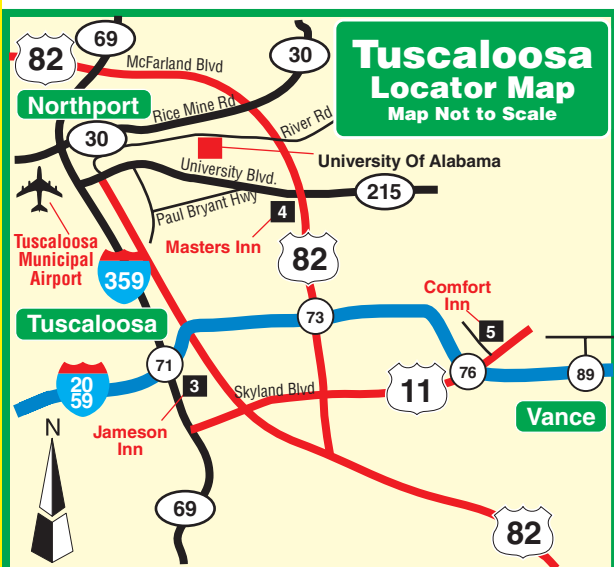 Tuscaloosa
Locator Map
Map Not to Scale
69
82
McFarland Blvd
30
Northport
Rice Mine Rd
River Rd
30
University Of Alabama
University Blvd.
215
Paul Bryant Hwy
4
Masters Inn
Tuscaloosa
Municipal
Airport
82
359
Comfort
Inn
73
5
Tuscaloosa
71
76
89
20
59
3
Skyland Blvd
11
Vance
N
Jameson
Inn
69
82